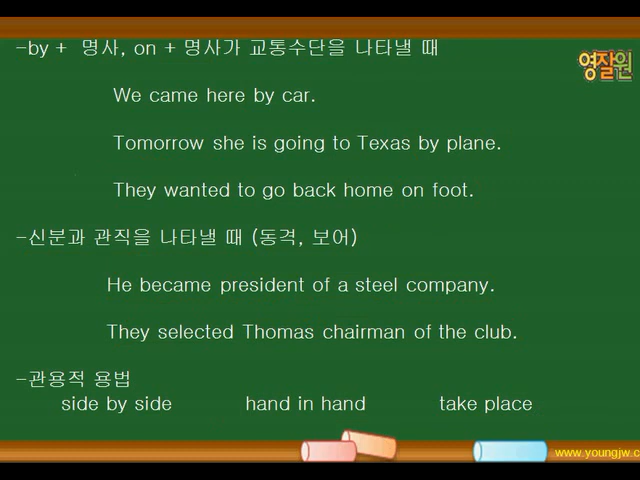 -by + 명사, on + 명사가 교통수단을 나타낼 때
영잘원
We came here by car.
Tomorrow she is going to Texas by plane.
They wanted to go back home on foot.
-신분과 관직을 나타낼 때 (동격, 보어)
He became president of a steel company.
They selected Thomas chairman of the club.
-관용적 용법
side by side hand in hand take place
www.youngjw.c